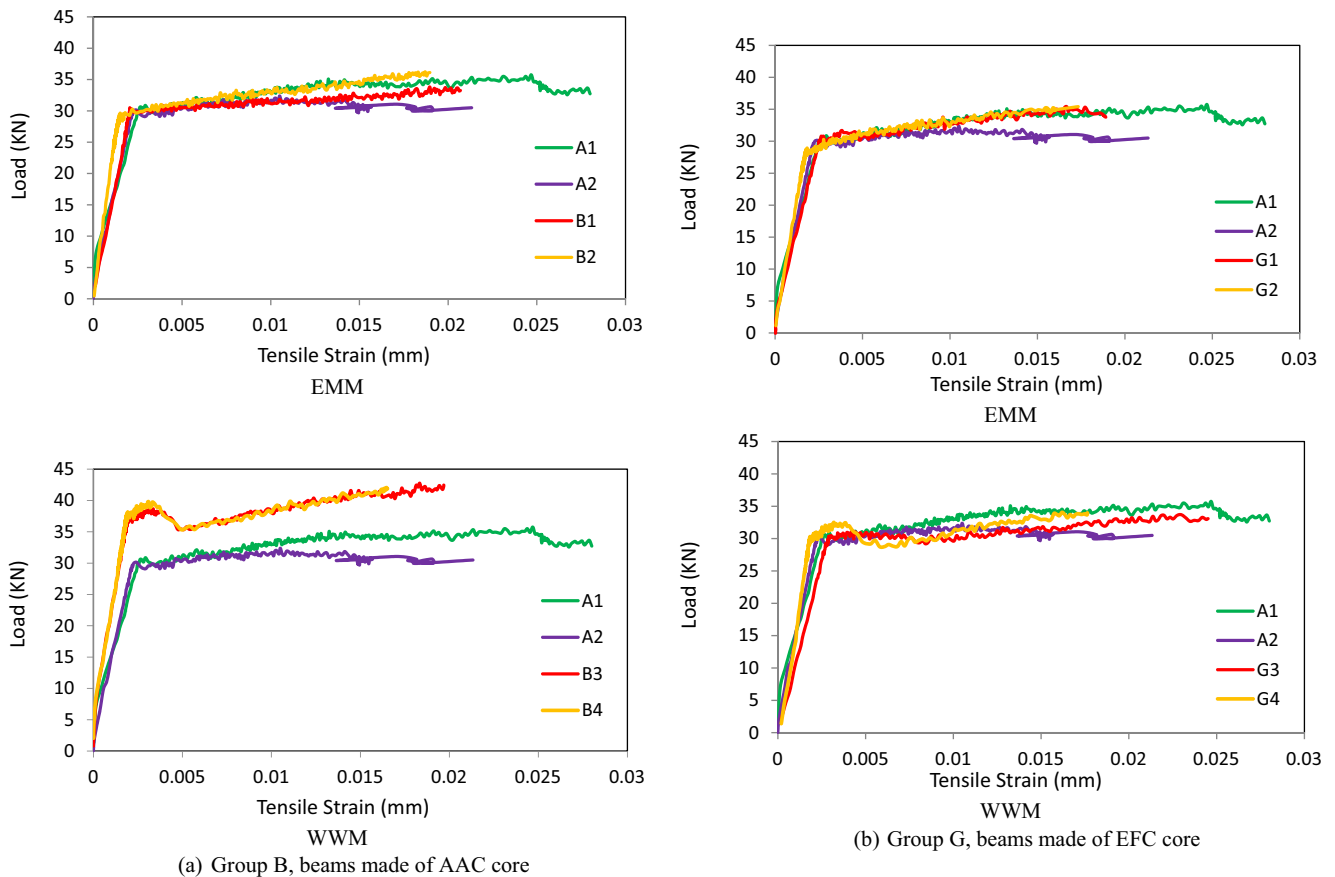 45
40
35
30
25
20
15
10
5
0
Load (KN)
A1
A2
B1
B2
0 0.005 0.01 0.015 0.02 0.025 0.03
Tensile Strain (mm)
EMM
45
40
35
30
25
20
15
10
5
0
Load (KN)
A1
A2
G1
G2
0 0.005 0.01 0.015 0.02 0.025 0.03
Tensile Strain (mm)
EMM
45
40
35
30
25
20
15
10
5
0
Load (KN)
A1
A2
B3
B4
0 0.005 0.01 0.015 0.02 0.025 0.03
Tensile Strain (mm)
WWM
(a) Group B, beams made of AAC core
45
40
35
30
25
20
15
10
5
0
Load (KN)
A1
A2
G3
G4
0 0.005 0.01 0.015 0.02 0.025 0.03
Tensile Strain (mm)
WWM
(b) Group G, beams made of EFC core